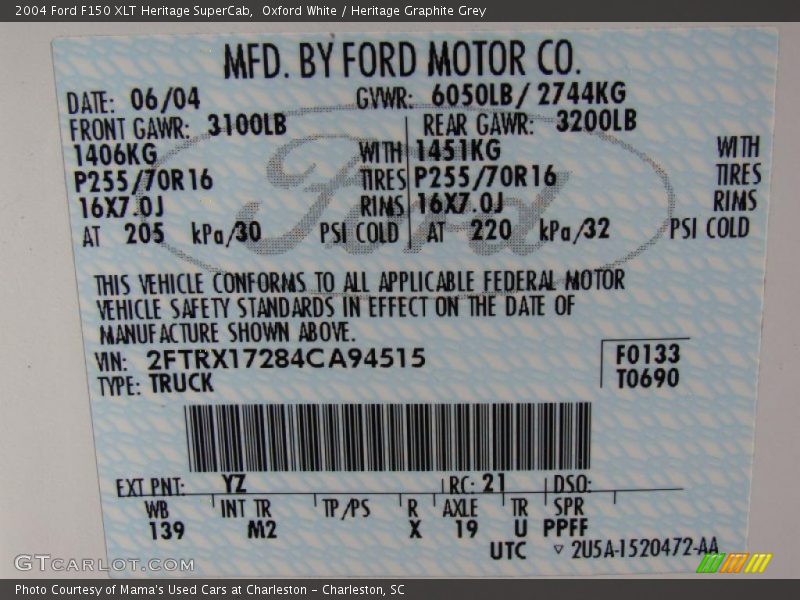 2004 Ford F150 XLT Heritage SuperCab,  Oxford White / Heritage Graphite Grey
MFD. BY FORD MOTOR CO.
DATE: 06/04 GVWR: 6050LB/ 2744KG
FRONT GAWR: 3100LB REAR GAWR: 3200LB
1406KG WITH 1451KG WITH
P255/70R16 TIRES P255/70R16 TIRES
16X7.0J RIMS 16X7.0J RIMS
AT 205 kPa/30 PSI COLD AT 220 kPa/32 PSI COLD
Ford
THIS VEHICLE CONFORMS TO ALL APPLICABLE FEDERAL MOTOR
VEHICLE SAFETY STANDARDS IN EFFECT ON THE DATE OF
MANUFACTURE SHOWN ABOVE.
VIN: 2FTRX17284CA94515 F0133
TYPE: TRUCK T0690
EXT PNT: YZ RC: 21 DSO:
WB INT TR TP/PS R AXLE TR SPR
139 M2 X 19 U PPFF
UTC ▽ 2U5A-1520472-AA
GTCARLOT.COM
Photo Courtesy of Mama's Used Cars at Charleston - Charleston, SC